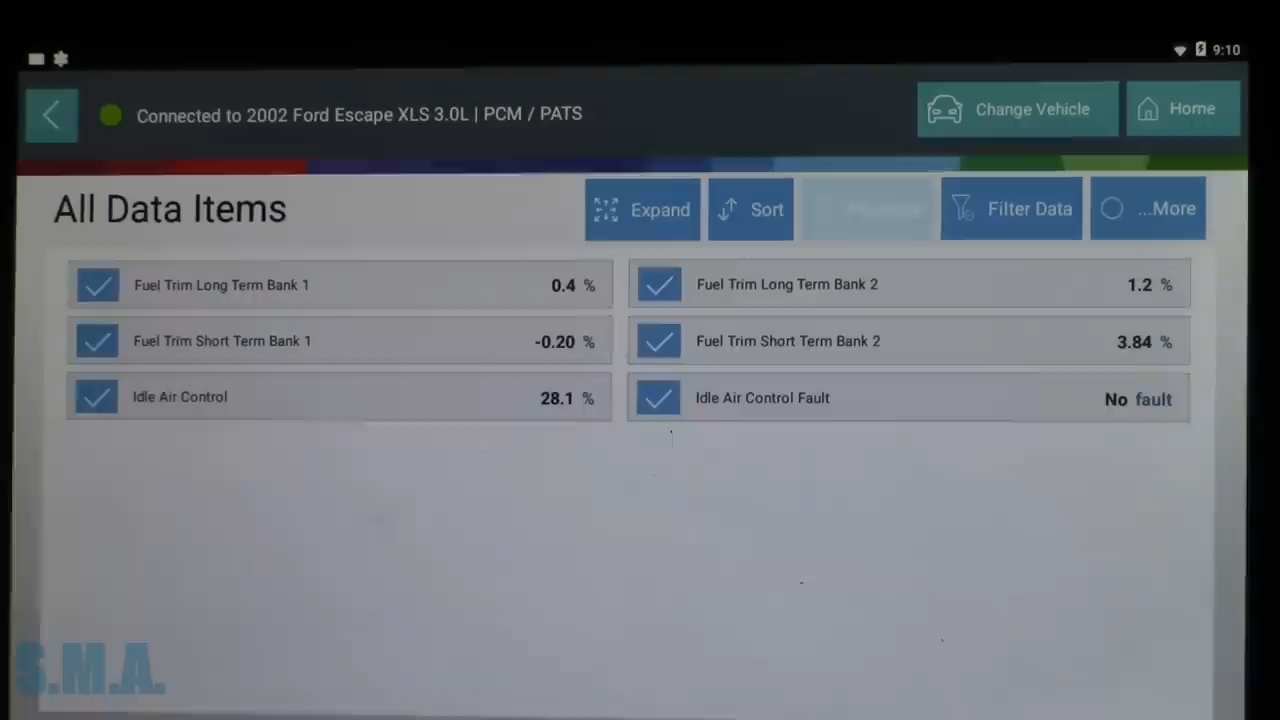 9:10
Connected to 2002 Ford Escape XLS 3.0L | PCM / PATS
Change Vehicle
Home
All Data Items
Expand
Sort
Filter Data
...More
Fuel Trim Long Term Bank 1 0.4 %
Fuel Trim Long Term Bank 2 1.2 %
Fuel Trim Short Term Bank 1 -0.20 %
Fuel Trim Short Term Bank 2 3.84 %
Idle Air Control 28.1 %
Idle Air Control Fault No fault
S.M.A.